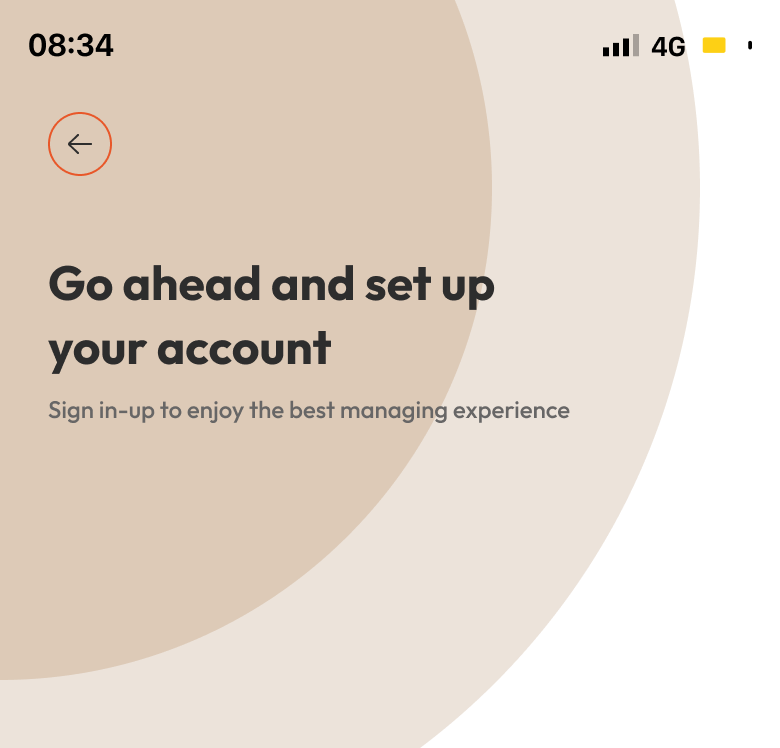 08:34
4G
Go ahead and set up
your account
Sign in-up to enjoy the best managing experience